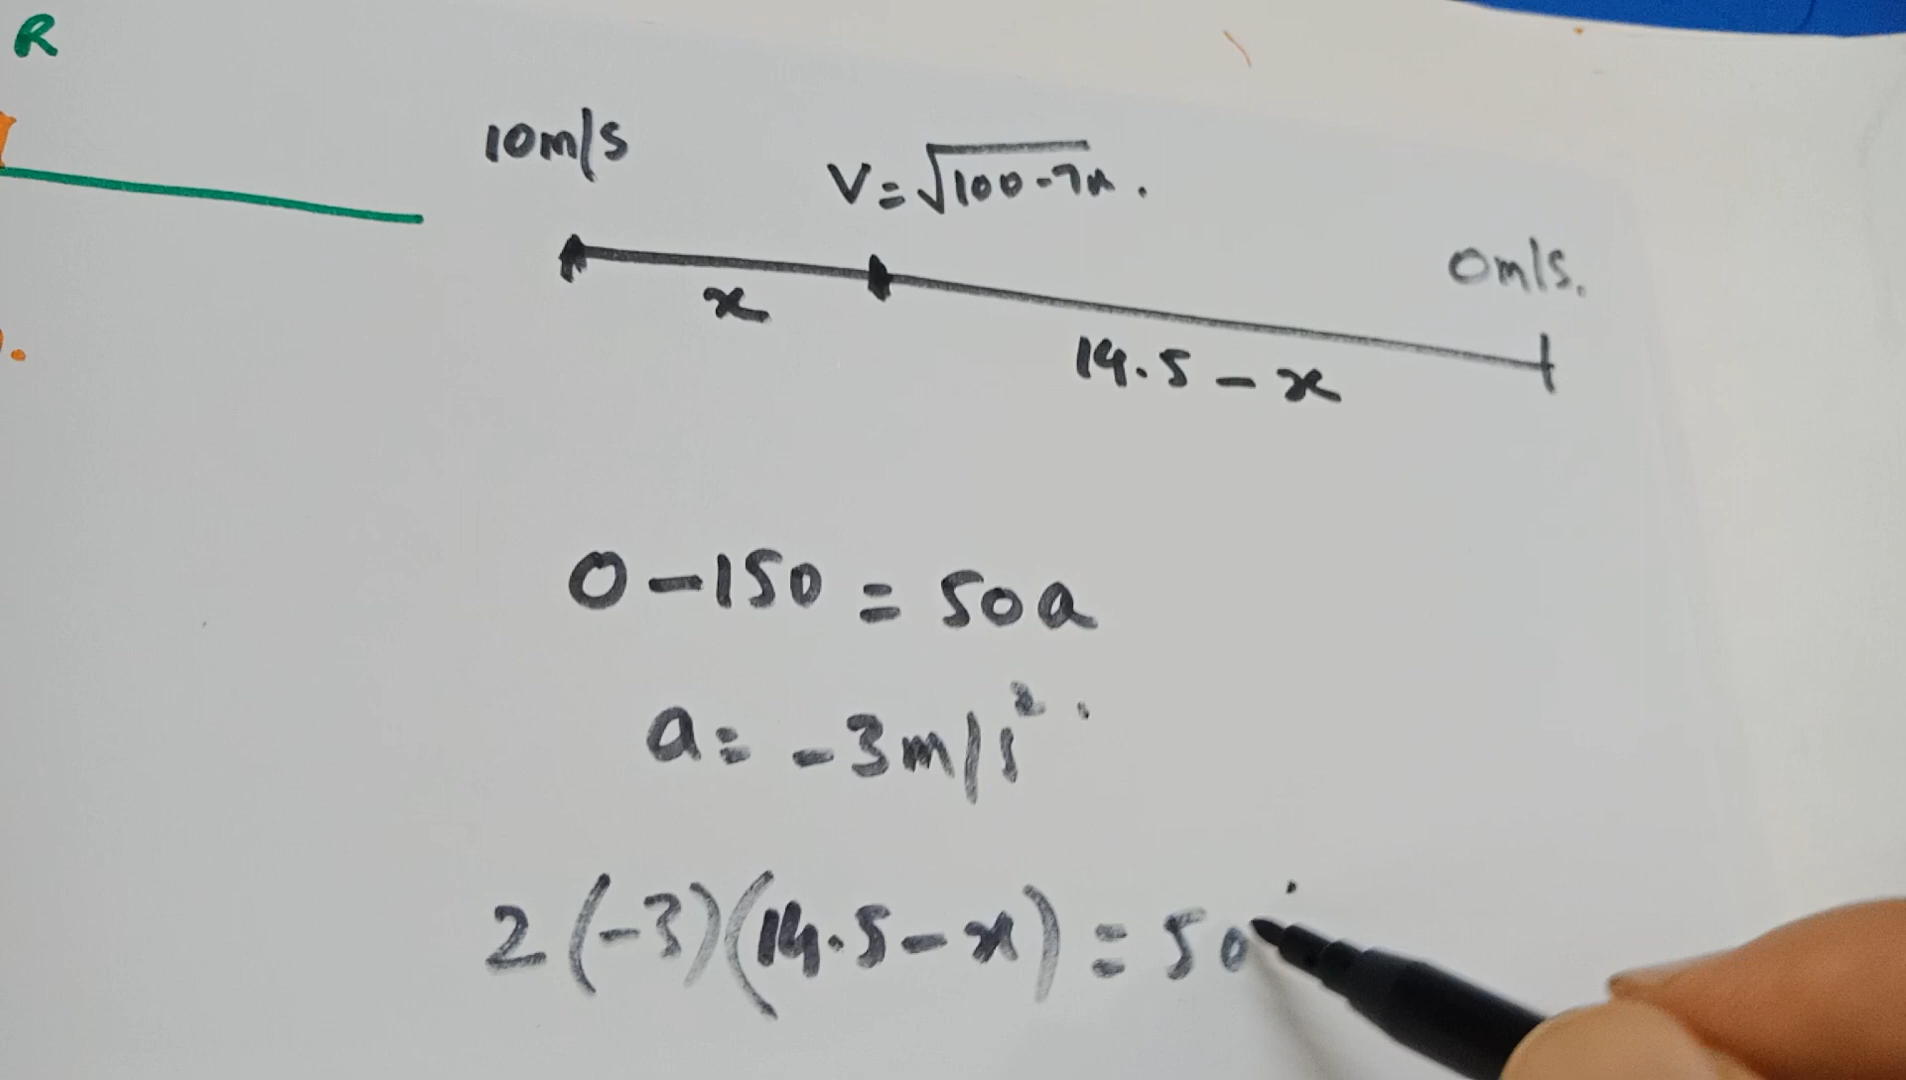 R
10m/s
V=√100-7x.
0m/s.
x
14.5-x
0-150=50a
a=-3m/s².
2(-3)(14.5-x)=50